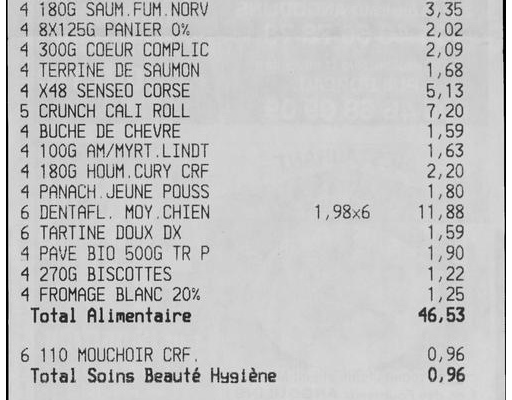 4 180G SAUM.FUM.NORV 3,35
4 8X125G PANIER 0% 2,02
4 300G COEUR COMPLIC 2,09
4 TERRINE DE SAUMON 1,68
4 X48 SENSEO CORSE 5,13
5 CRUNCH CALI ROLL 7,20
4 BUCHE DE CHEVRE 1,59
4 100G AM/MYRT.LINDT 1,63
4 180G HOUM.CURY CRF 2,20
4 PANACH.JEUNE POUSS 1,80
6 DENTAFL. MOY.CHIEN 1,98x6 11,88
6 TARTINE DOUX DX 1,59
4 PAVE BIO 500G TR P 1,90
4 270G BISCOTTES 1,22
4 FROMAGE BLANC 20% 1,25
Total Alimentaire 46,53
6 110 MOUCHOIR CRF. 0,96
Total Soins Beauté Hygiène 0,96